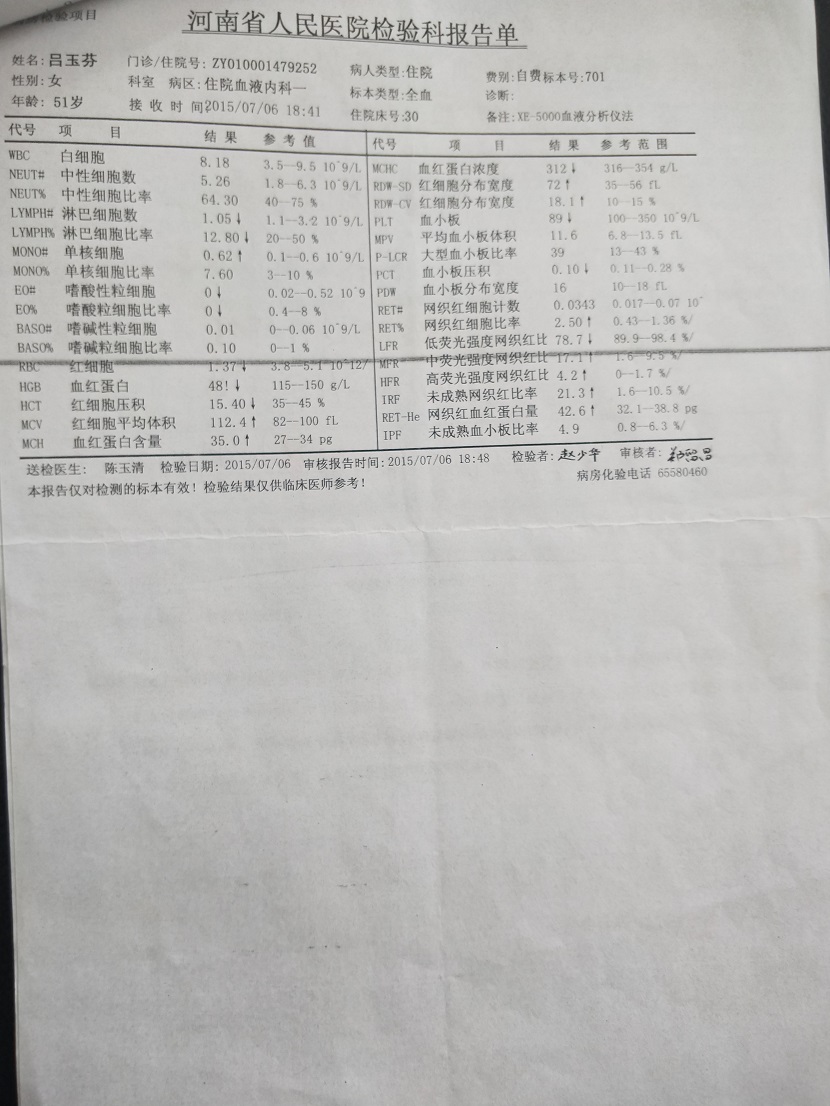 检验项目
河南省人民医院检验科报告单
姓名:吕玉芬 门诊/住院号: ZY010001479252 病人类型:住院 费别:自费 标本号:701
性别:女 科室 病区:住院血液内科一 标本类型:全血 诊断:
年龄: 51岁 接收时间2015/07/06 18:41 住院床号:30 备注:XE-5000血液分析仪法
代号 项 目 结果 参考值 代号 项 目 结果 参考范围
WBC 白细胞 8.18 3.5—9.5 10^9/L MCHC 血红蛋白浓度 312↓ 316—354 g/L
NEUT# 中性细胞数 5.26 1.8—6.3 10^9/L RDW-SD 红细胞分布宽度 72↑ 35—56 fL
NEUT% 中性细胞比率 64.30 40—75 % RDW-CV 红细胞分布宽度 18.1↑ 10—15 %
LYMPH# 淋巴细胞数 1.05↓ 1.1—3.2 10^9/L PLT 血小板 89↓ 100—350 10^9/L
LYMPH% 淋巴细胞比率 12.80↓ 20—50 % MPV 平均血小板体积 11.6 6.8—13.5 fL
MONO# 单核细胞 0.62↑ 0.1—0.6 10^9/L P-LCR 大型血小板比率 39 13—43 %
MONO% 单核细胞比率 7.60 3—10 % PCT 血小板压积 0.10↓ 0.11—0.28 %
EO# 嗜酸性粒细胞 0↓ 0.02—0.52 10^9 PDW 血小板分布宽度 16 10—18 fL
EO% 嗜酸粒细胞比率 0↓ 0.4—8 % RET# 网织红细胞计数 0.0343 0.017—0.07 10^
BASO# 嗜碱性粒细胞 0.01 0—0.06 10^9/L RET% 网织红细胞比率 2.50↑ 0.43—1.36 %/
BASO% 嗜碱粒细胞比率 0.10 0—1 % LFR 低荧光强度网织红比 78.7↓ 89.9—98.4 %/
RBC 红细胞 1.37↓ 3.8—5.1 10^12/ MFR 中荧光强度网织红比 17.1↑ 1.6—9.5 %/
HGB 血红蛋白 48!↓ 115—150 g/L HFR 高荧光强度网织红比 4.2↑ 0—1.7 %/
HCT 红细胞压积 15.40↓ 35—45 % IRF 未成熟网织红比率 21.3↑ 1.6—10.5 %/
MCV 红细胞平均体积 112.4↑ 82—100 fL RET-He 网织红血红蛋白量 42.6↑ 32.1—38.8 pg
MCH 血红蛋白含量 35.0↑ 27—34 pg IPF 未成熟血小板比率 4.9 0.8—6.3 %/
送检医生: 陈玉清 检验日期: 2015/07/06 审核报告时间:2015/07/06 18:48 检验者:赵少华 审核者:
本报告仅对检测的标本有效! 检验结果仅供临床医师参考! 病房化验电话 65580460